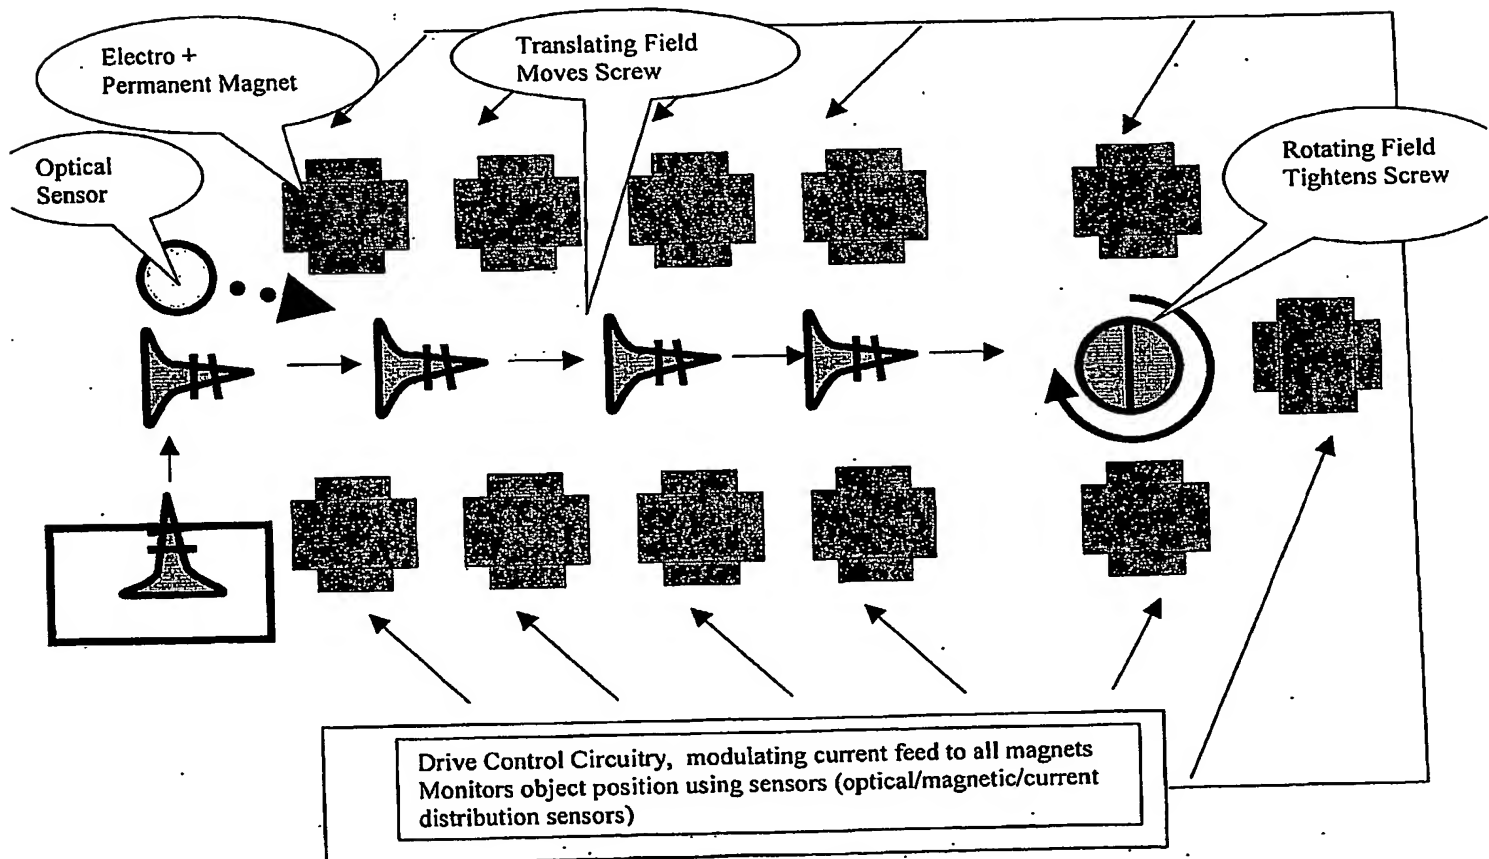 Electro +
Permanent Magnet
Translating Field
Moves Screw
Optical
Sensor
Rotating Field
Tightens Screw
Drive Control Circuitry, modulating current feed to all magnets
Monitors object position using sensors (optical/magnetic/current
distribution sensors)